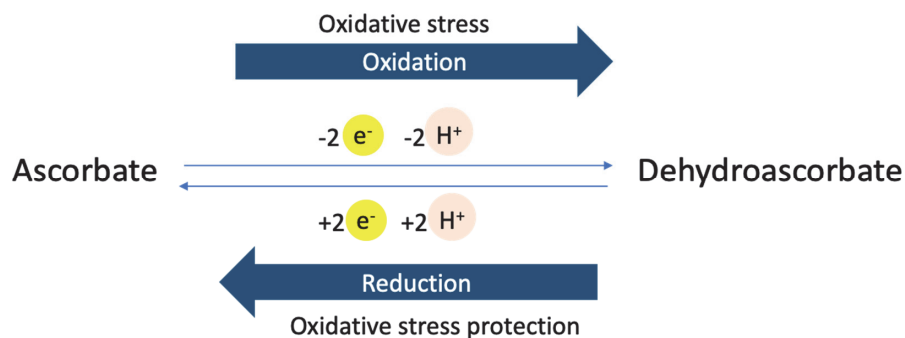 Oxidative stress
Oxidation
-2 e⁻ -2 H⁺
Ascorbate
Dehydroascorbate
+2 e⁻ +2 H⁺
Reduction
Oxidative stress protection